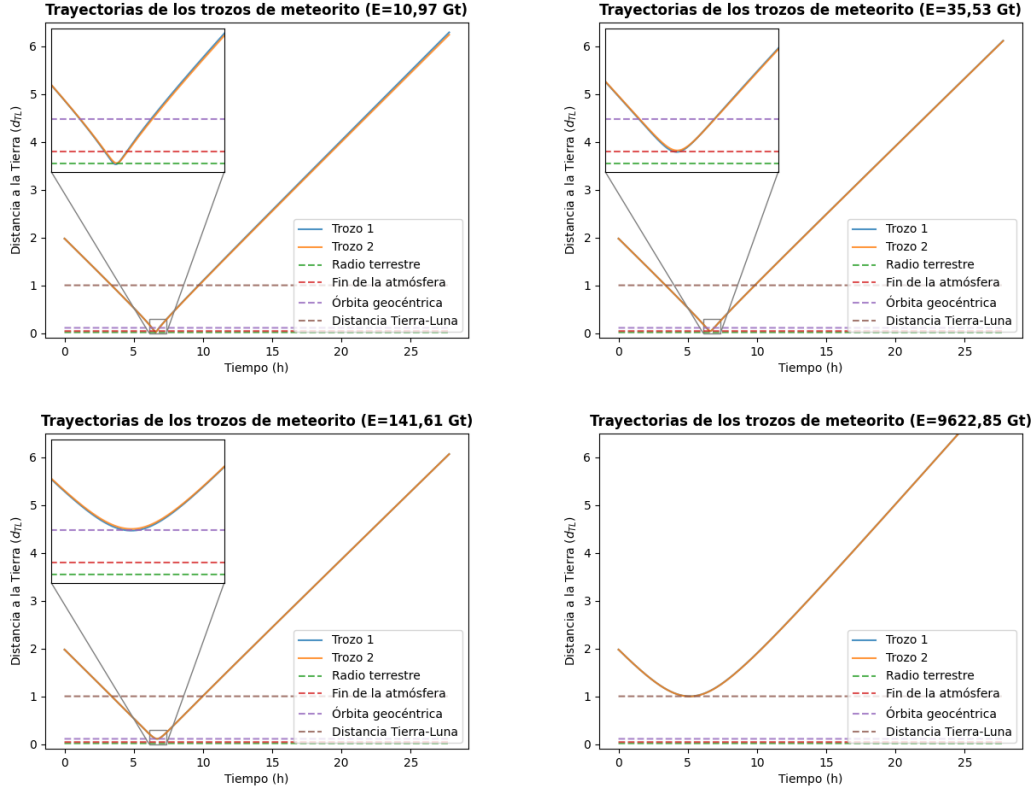 Trayectorias de los trozos de meteorito (E=10,97 Gt)
Distancia a la Tierra (d_TL)
6
5
4
3
2
1
0
Trozo 1
Trozo 2
Radio terrestre
Fin de la atmósfera
Órbita geocéntrica
Distancia Tierra-Luna
0 5 10 15 20 25
Tiempo (h)
Trayectorias de los trozos de meteorito (E=35,53 Gt)
Distancia a la Tierra (d_TL)
6
5
4
3
2
1
0
Trozo 1
Trozo 2
Radio terrestre
Fin de la atmósfera
Órbita geocéntrica
Distancia Tierra-Luna
0 5 10 15 20 25
Tiempo (h)
Trayectorias de los trozos de meteorito (E=141,61 Gt)
Distancia a la Tierra (d_TL)
6
5
4
3
2
1
0
Trozo 1
Trozo 2
Radio terrestre
Fin de la atmósfera
Órbita geocéntrica
Distancia Tierra-Luna
0 5 10 15 20 25
Tiempo (h)
Trayectorias de los trozos de meteorito (E=9622,85 Gt)
Distancia a la Tierra (d_TL)
6
5
4
3
2
1
0
Trozo 1
Trozo 2
Radio terrestre
Fin de la atmósfera
Órbita geocéntrica
Distancia Tierra-Luna
0 5 10 15 20 25
Tiempo (h)